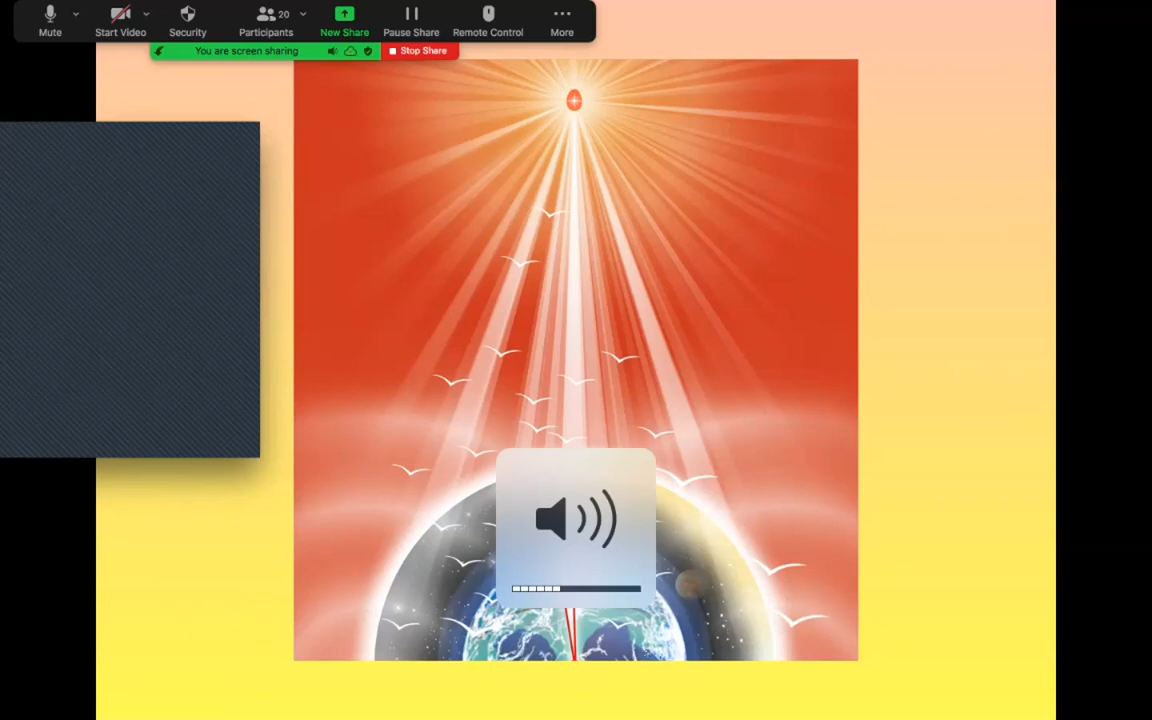 20
Mute
Start Video
Security
Participants
New Share
Pause Share
Remote Control
More
You are screen sharing
Stop Share